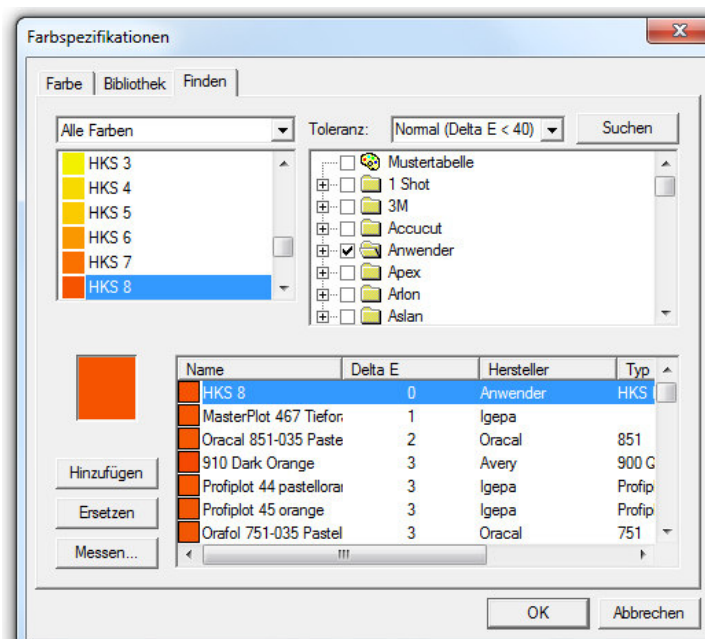 Farbspezifikationen
Farbe Bibliothek Finden
Alle Farben
Toleranz: Normal (Delta E < 40) Suchen
HKS 3
HKS 4
HKS 5
HKS 6
HKS 7
HKS 8
Mustertabelle
1 Shot
3M
Accucut
Anwender
Apex
Arlon
Aslan
Name Delta E Hersteller Typ
HKS 8 0 Anwender HKS
MasterPlot 467 Tiefora 1 Igepa
Oracal 851-035 Paste 2 Oracal 851
910 Dark Orange 3 Avery 900
Profiplot 44 pastellora 3 Igepa Profip
Profiplot 45 orange 3 Igepa Profip
Orafol 751-035 Pastel 3 Oracal 751
Hinzufügen
Ersetzen
Messen...
OK Abbrechen